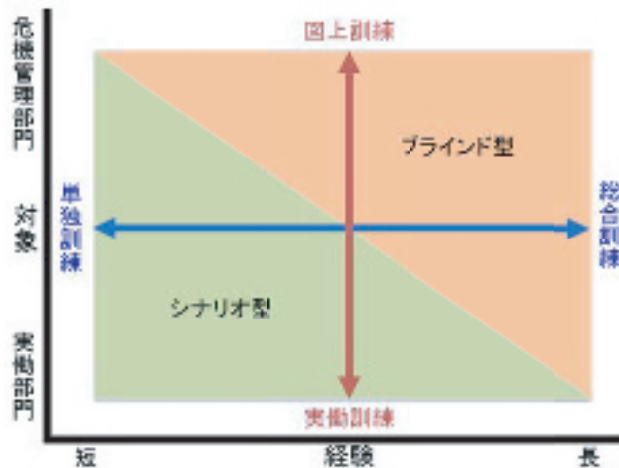 図上訓練
危機管理部門
ブラインド型
単独訓練
対象
総合訓練
シナリオ型
実働部門
実働訓練
短
経験
長